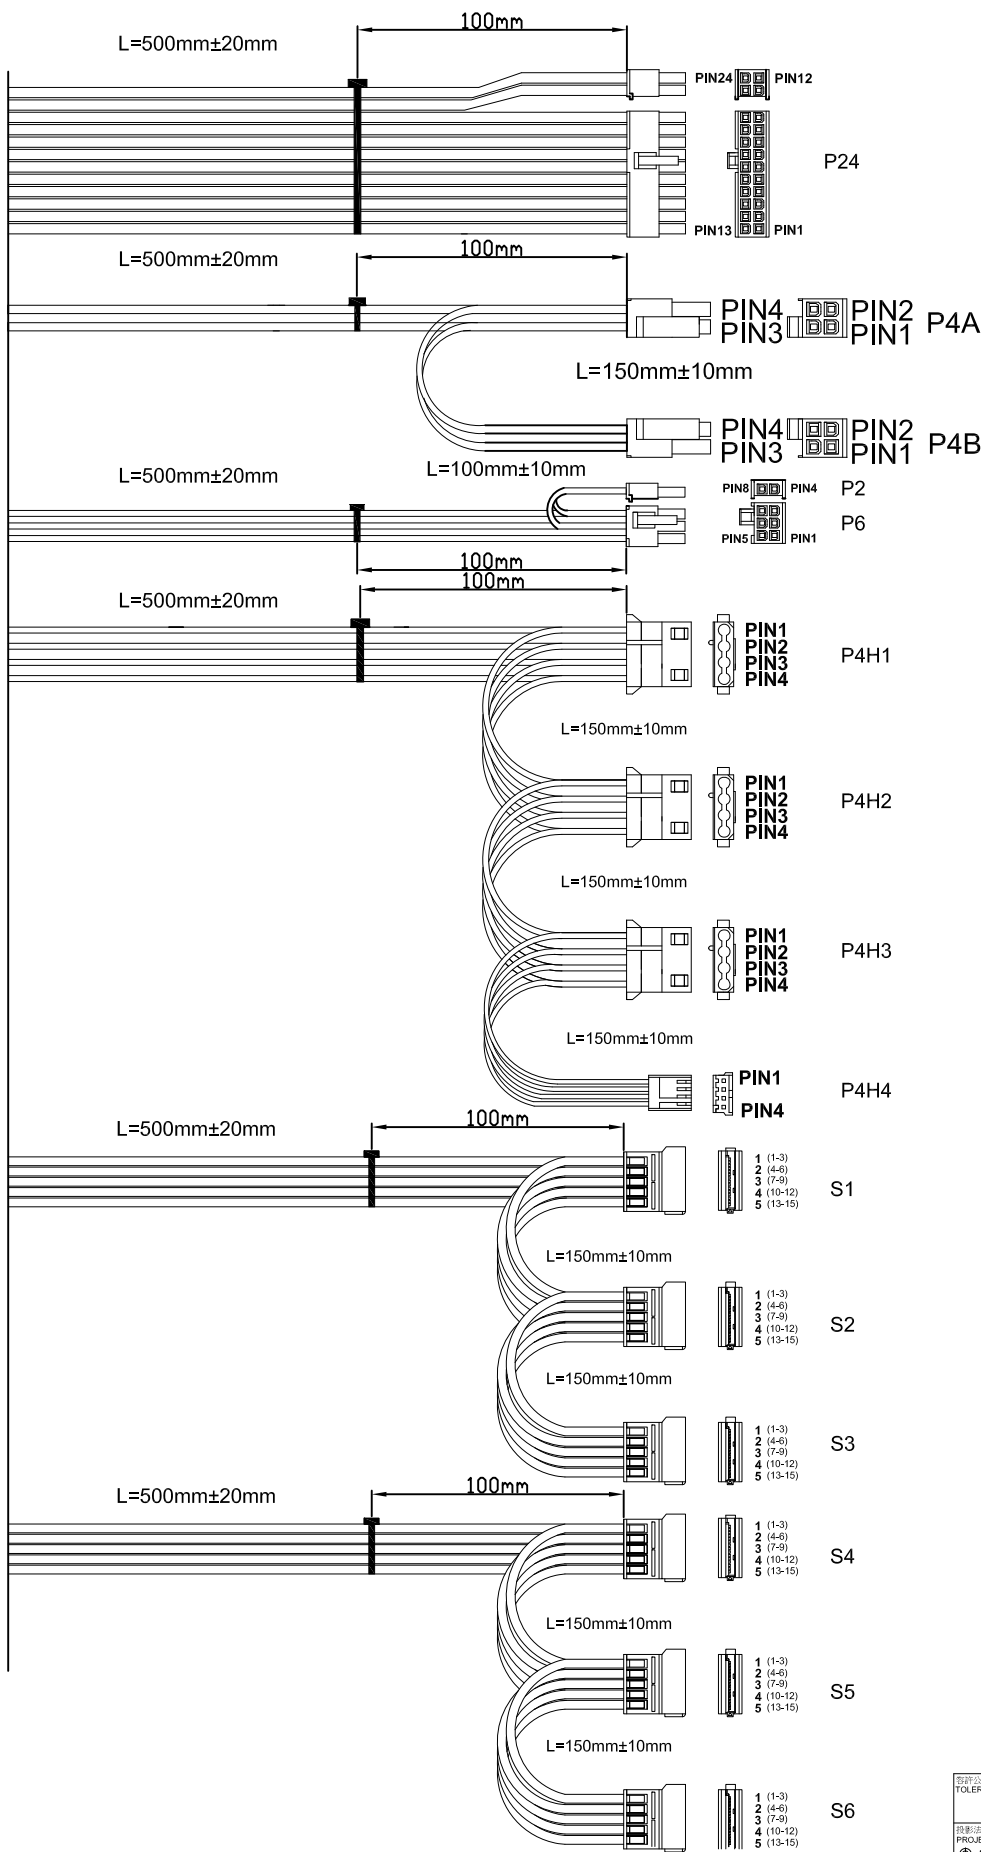 100mm
L=500mm±20mm
PIN24 PIN12
P24
PIN13 PIN1
100mm
L=500mm±20mm
PIN4 PIN2
PIN3 PIN1
P4A
L=150mm±10mm
PIN4 PIN2
PIN3 PIN1
P4B
L=100mm±10mm
L=500mm±20mm
PIN8 PIN4 P2
P6
PIN5 PIN1
100mm
100mm
L=500mm±20mm
PIN1
PIN2
PIN3
PIN4
P4H1
L=150mm±10mm
PIN1
PIN2
PIN3
PIN4
P4H2
L=150mm±10mm
PIN1
PIN2
PIN3
PIN4
P4H3
L=150mm±10mm
PIN1
PIN4
P4H4
100mm
L=500mm±20mm
1 (1-3)
2 (4-6)
3 (7-9)
4 (10-12)
5 (13-15)
S1
L=150mm±10mm
1 (1-3)
2 (4-6)
3 (7-9)
4 (10-12)
5 (13-15)
S2
L=150mm±10mm
1 (1-3)
2 (4-6)
3 (7-9)
4 (10-12)
5 (13-15)
S3
100mm
L=500mm±20mm
1 (1-3)
2 (4-6)
3 (7-9)
4 (10-12)
5 (13-15)
S4
L=150mm±10mm
1 (1-3)
2 (4-6)
3 (7-9)
4 (10-12)
5 (13-15)
S5
L=150mm±10mm
1 (1-3)
2 (4-6)
3 (7-9)
4 (10-12)
5 (13-15)
S6
TOLER
投影法
PROJE